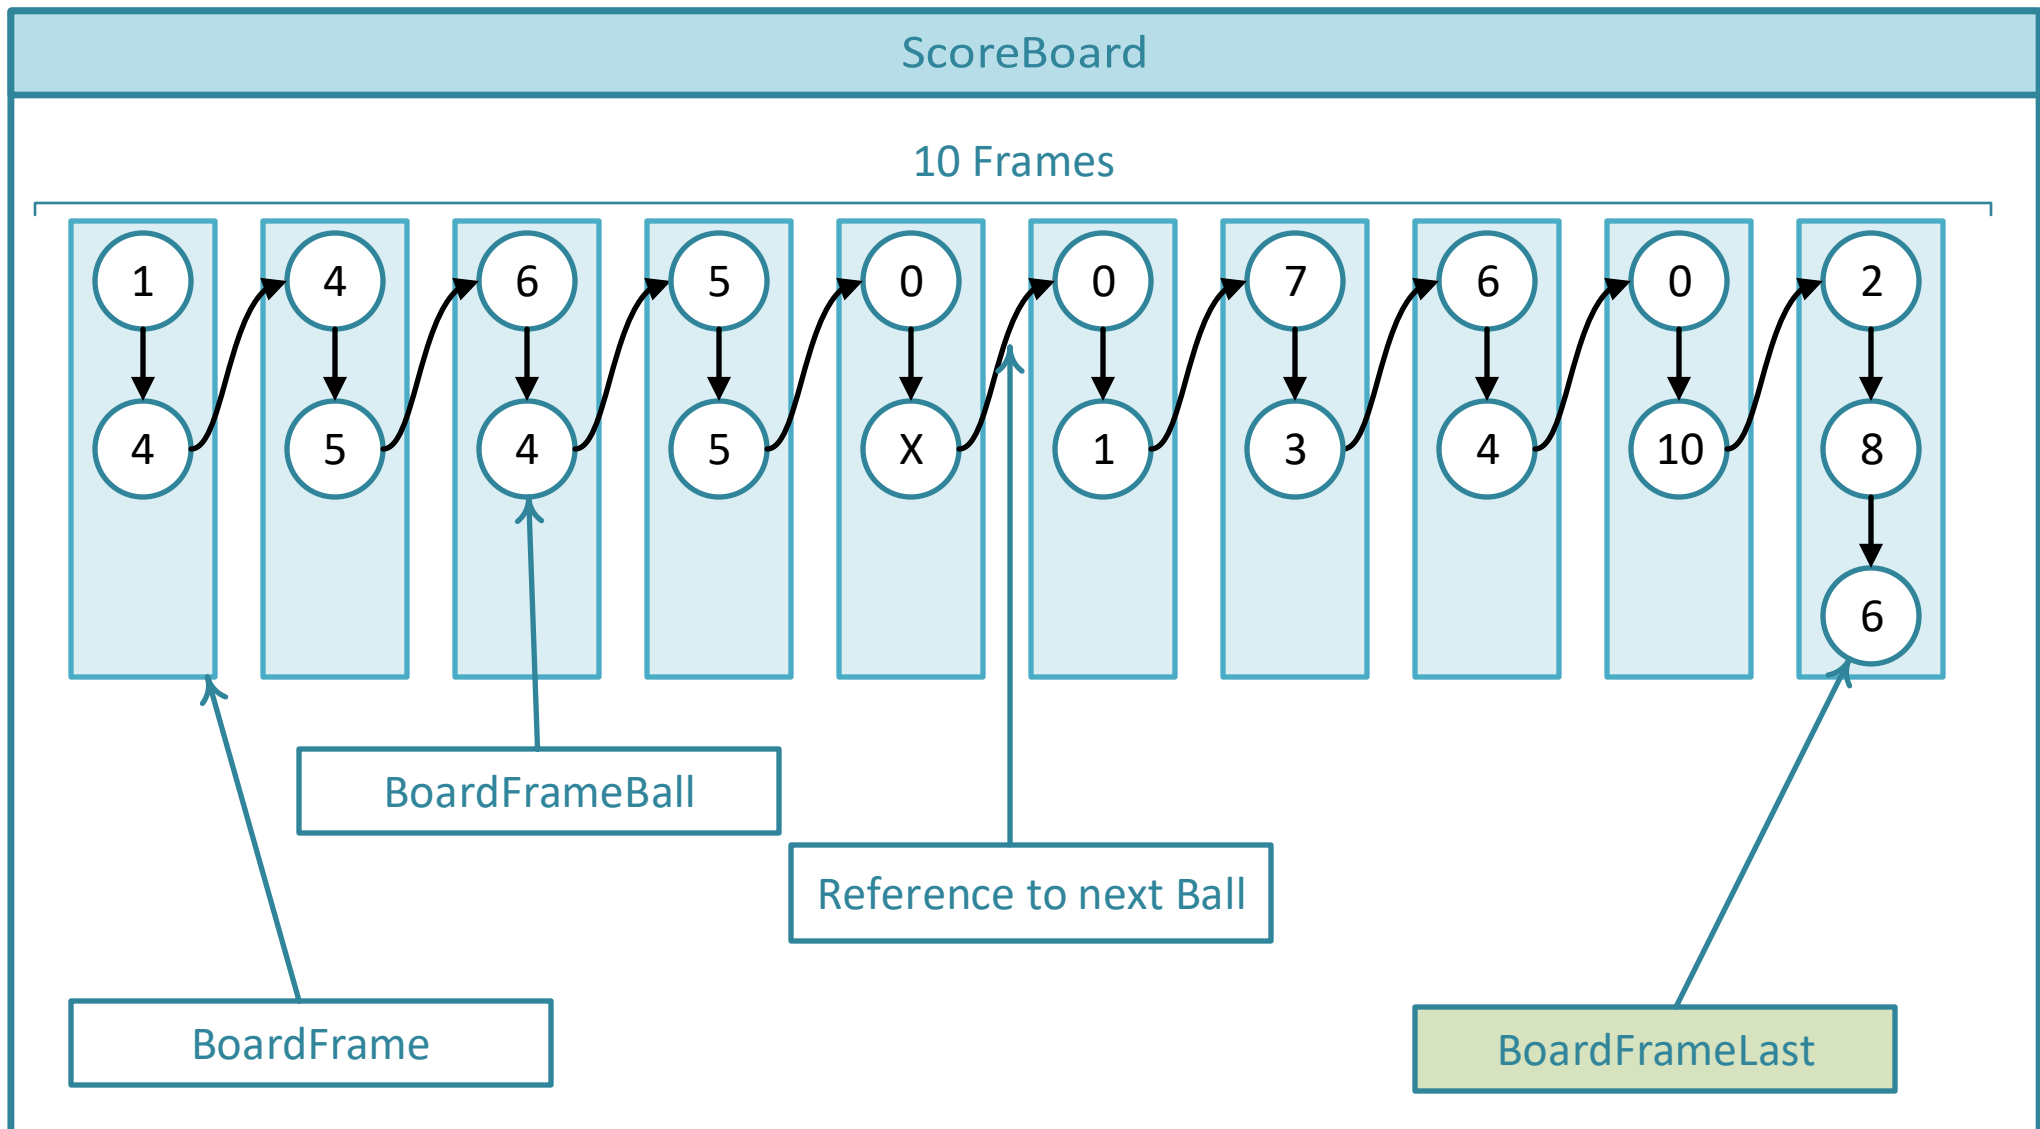 ScoreBoard
10 Frames
1 4 6 5 0 0 7 6 0 2
4 5 4 5 X 1 3 4 10 8
6
BoardFrameBall
Reference to next Ball
BoardFrame
BoardFrameLast